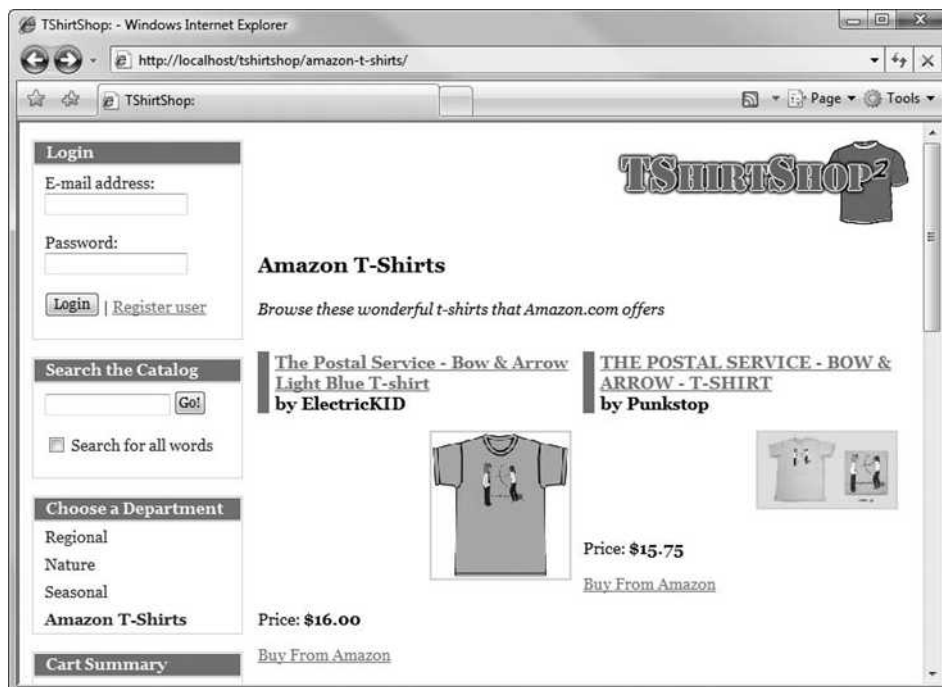 TShirtShop: - Windows Internet Explorer
http://localhost/tshirtshop/amazon-t-shirts/
TShirtShop:
Page
Tools
Login
E-mail address:
Password:
Login | Register user
Search the Catalog
Go!
Search for all words
Choose a Department
Regional
Nature
Seasonal
Amazon T-Shirts
Cart Summary
TSHIRTSHOP2
Amazon T-Shirts
Browse these wonderful t-shirts that Amazon.com offers
The Postal Service - Bow & Arrow
Light Blue T-shirt
by ElectricKID
Price: $16.00
Buy From Amazon
THE POSTAL SERVICE - BOW &
ARROW - T-SHIRT
by Punkstop
Price: $15.75
Buy From Amazon